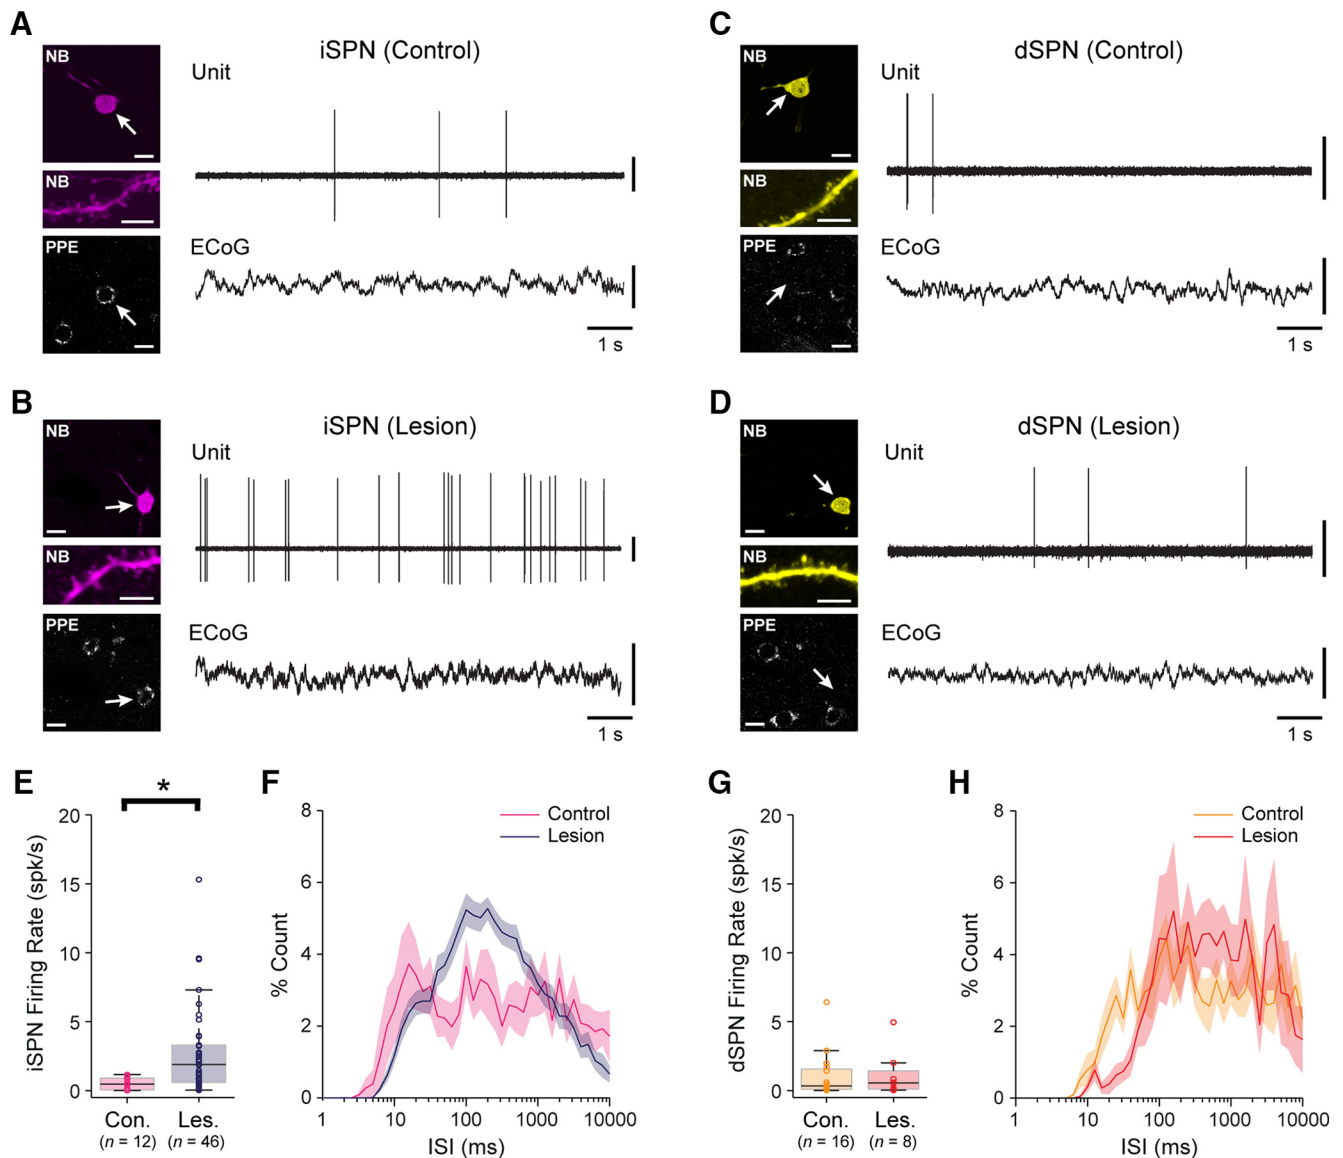 A
iSPN (Control)
NB
Unit
NB
PPE
ECoG
1 s
C
dSPN (Control)
NB
Unit
NB
PPE
ECoG
1 s
B
iSPN (Lesion)
NB
Unit
NB
PPE
ECoG
1 s
D
dSPN (Lesion)
NB
Unit
NB
PPE
ECoG
1 s
E
*
iSPN Firing Rate (spk/s)
20
15
10
5
0
Con.
(n = 12)
Les.
(n = 46)
F
Control
Lesion
% Count
8
6
4
2
0
1 10 100 1000 10000
ISI (ms)
G
dSPN Firing Rate (spk/s)
20
15
10
5
0
Con.
(n = 16)
Les.
(n = 8)
H
Control
Lesion
% Count
8
6
4
2
0
1 10 100 1000 10000
ISI (ms)